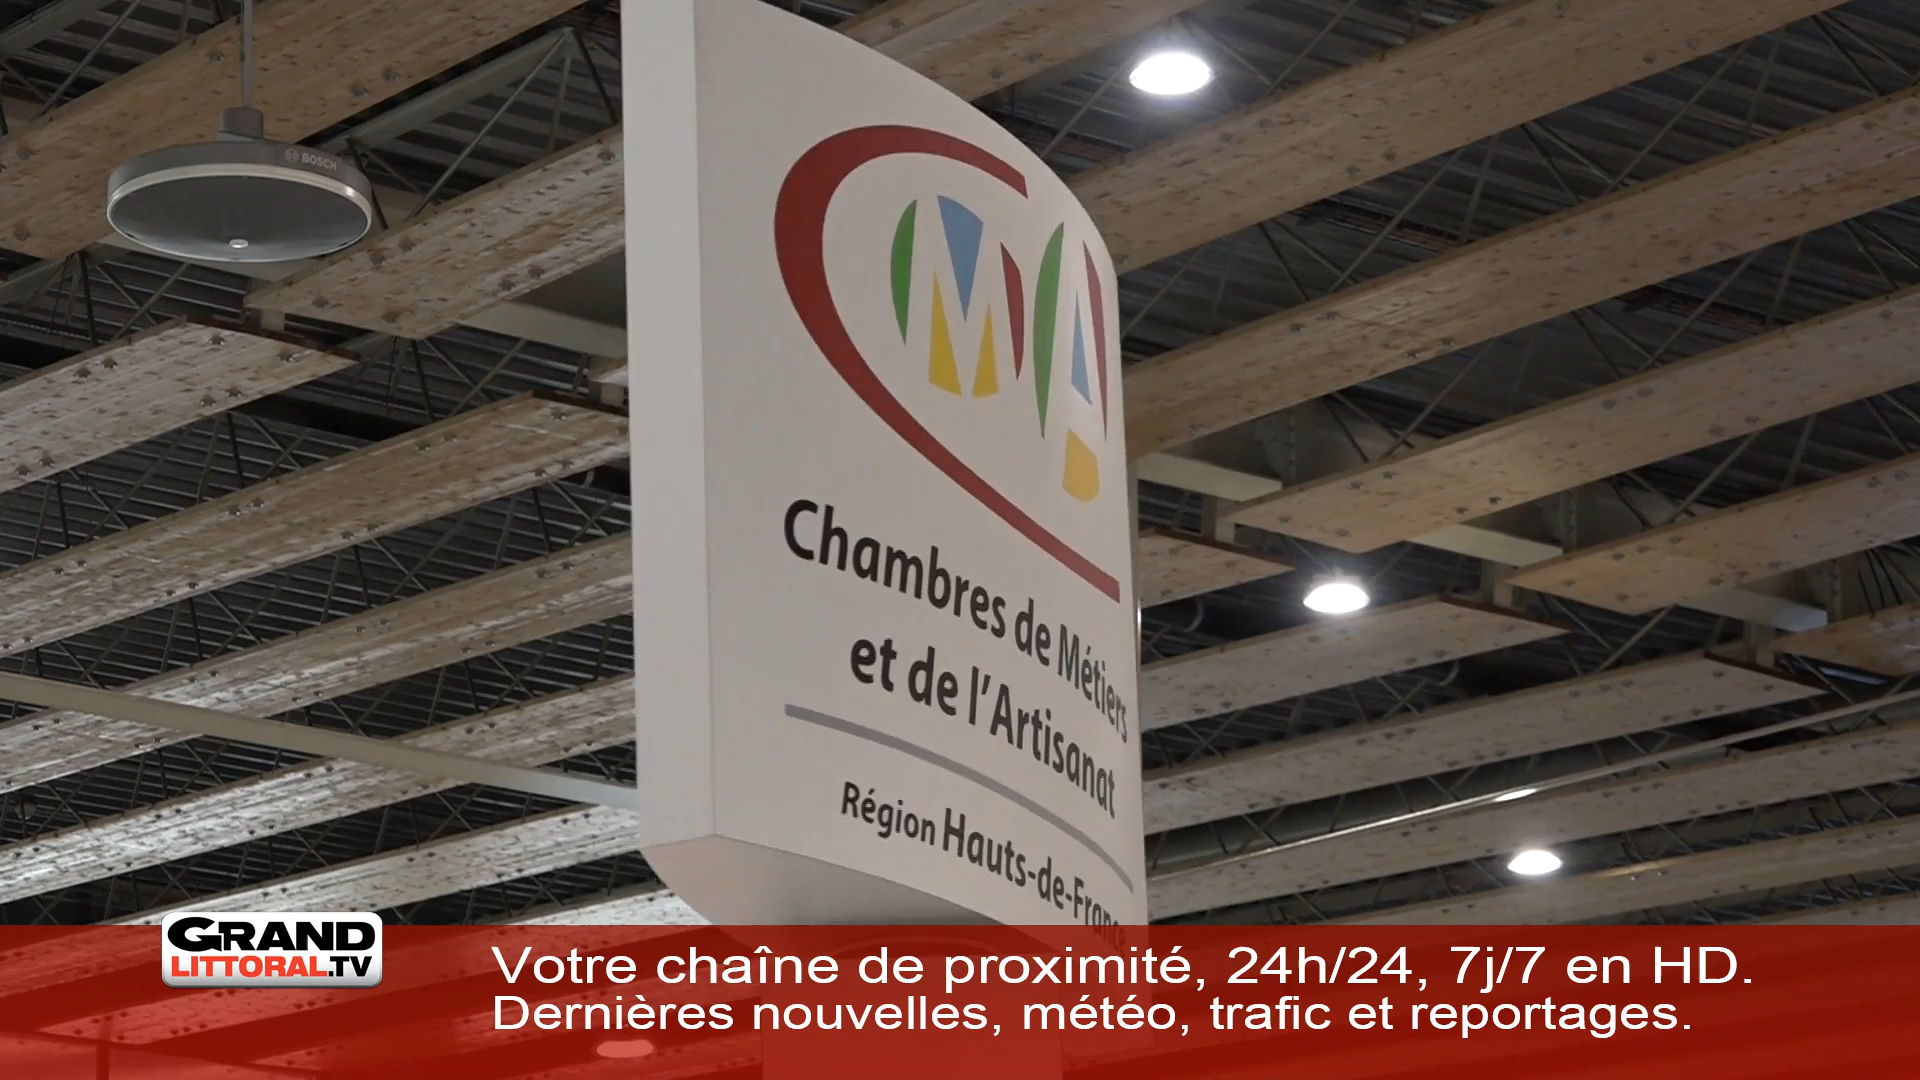 BOSCH
CMA
Chambres de Métiers
et de l'Artisanat
Région Hauts-de-France
GRAND
LITTORAL.TV
Votre chaîne de proximité, 24h/24, 7j/7 en HD.
Dernières nouvelles, météo, trafic et reportages.